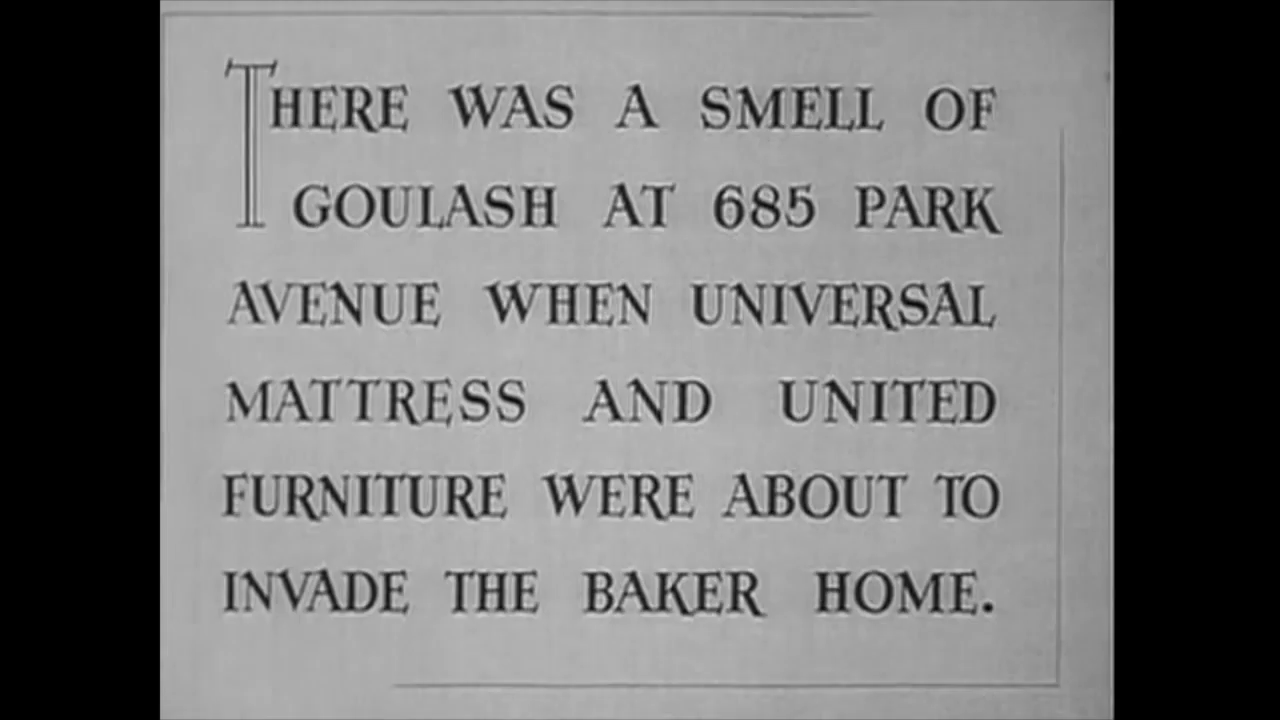 THERE WAS A SMELL OF
GOULASH AT 685 PARK
AVENUE WHEN UNIVERSAL
MATTRESS AND UNITED
FURNITURE WERE ABOUT TO
INVADE THE BAKER HOME.